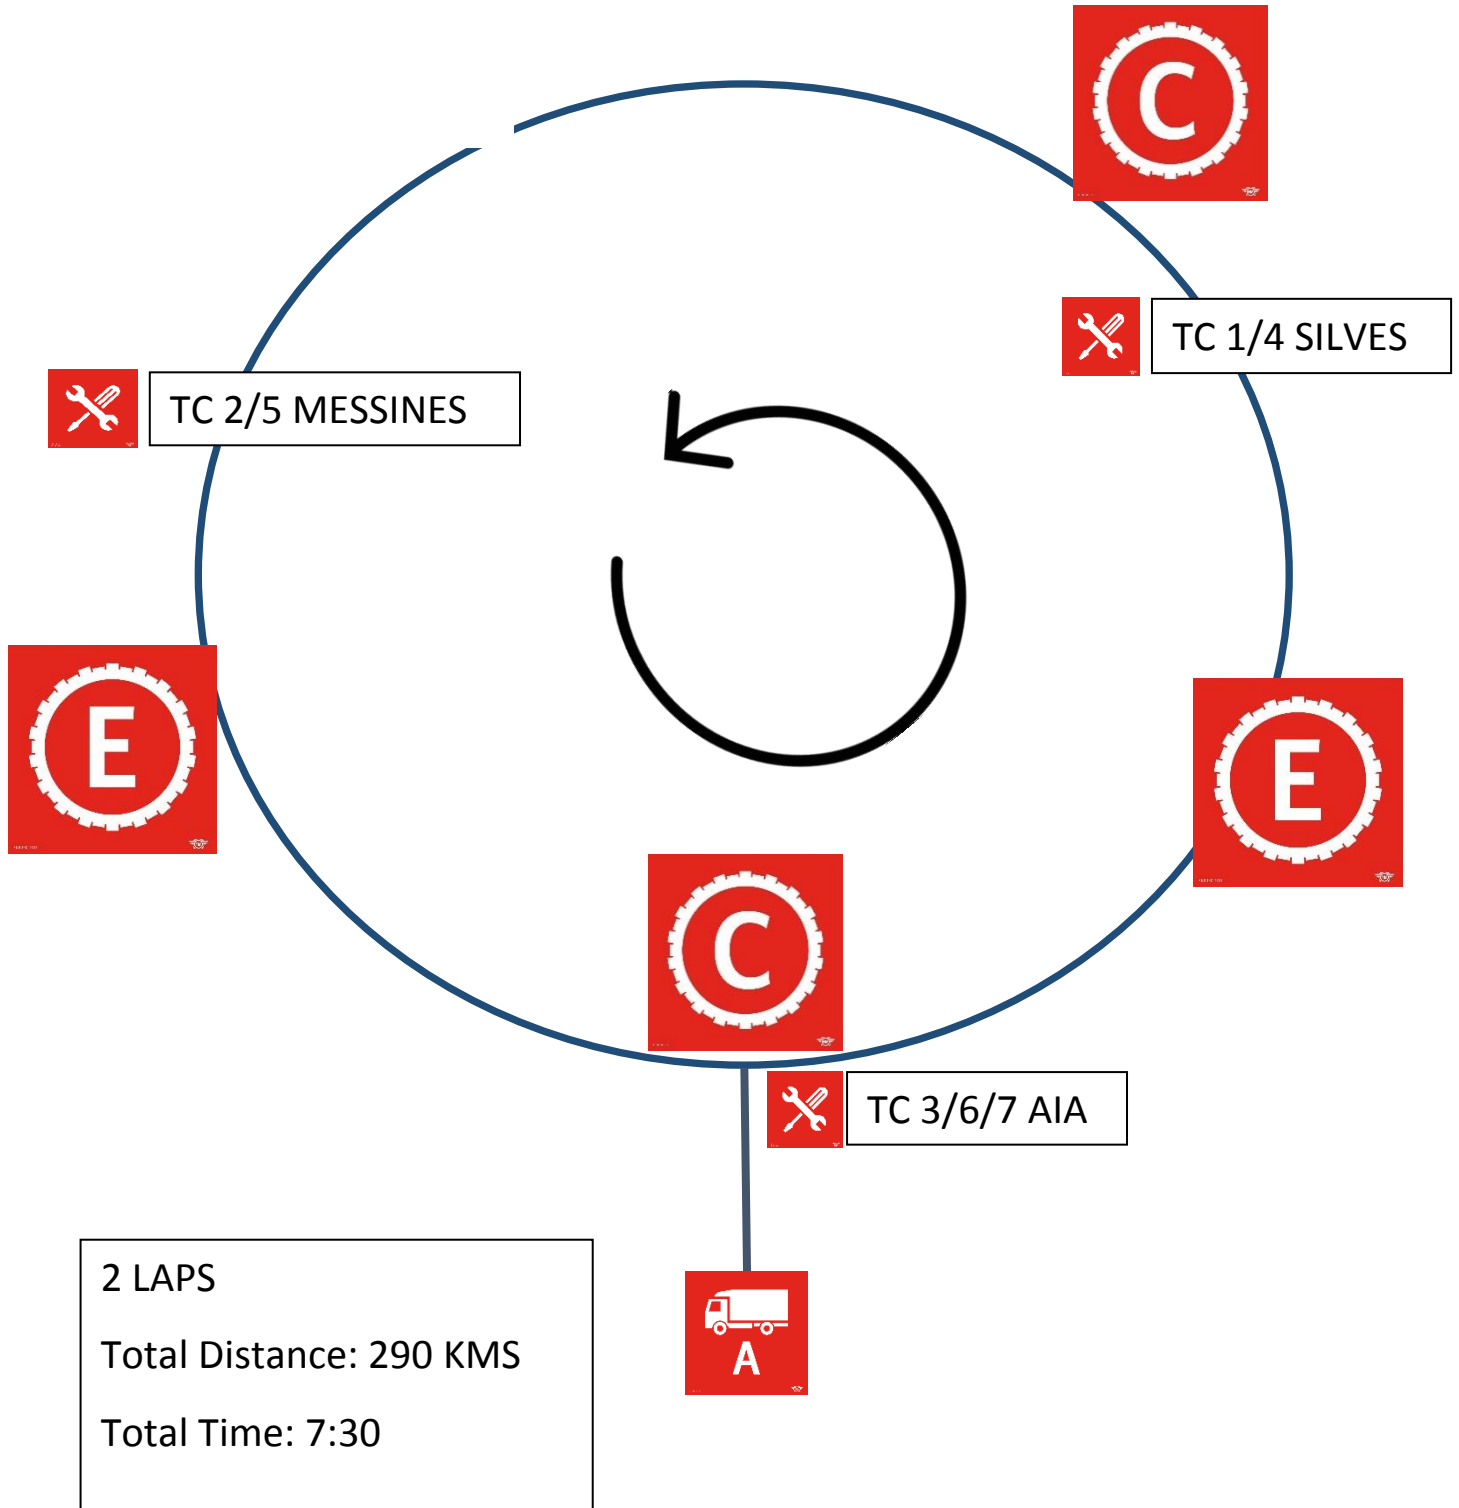 C
TC 1/4 SILVES
TC 2/5 MESSINES
E
E
C
TC 3/6/7 AIA
A
2 LAPS
Total Distance: 290 KMS
Total Time: 7:30